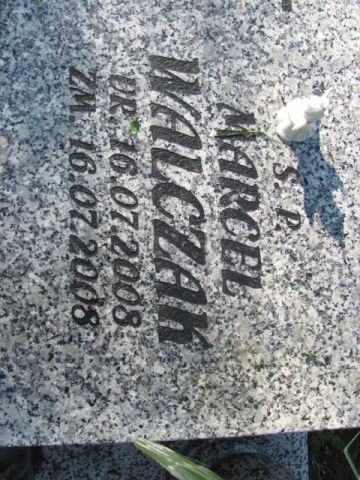 Ś. P.
MARCEL
WALCZAK
UR. 16.07.2008
ZM. 16.07.2008